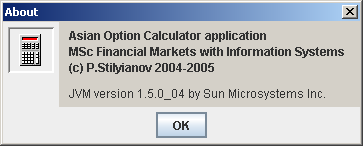 About
Asian Option Calculator application
MSc Financial Markets with Information Systems
(c) P.Stilyianov 2004-2005
JVM version 1.5.0_04 by Sun Microsystems Inc.
OK